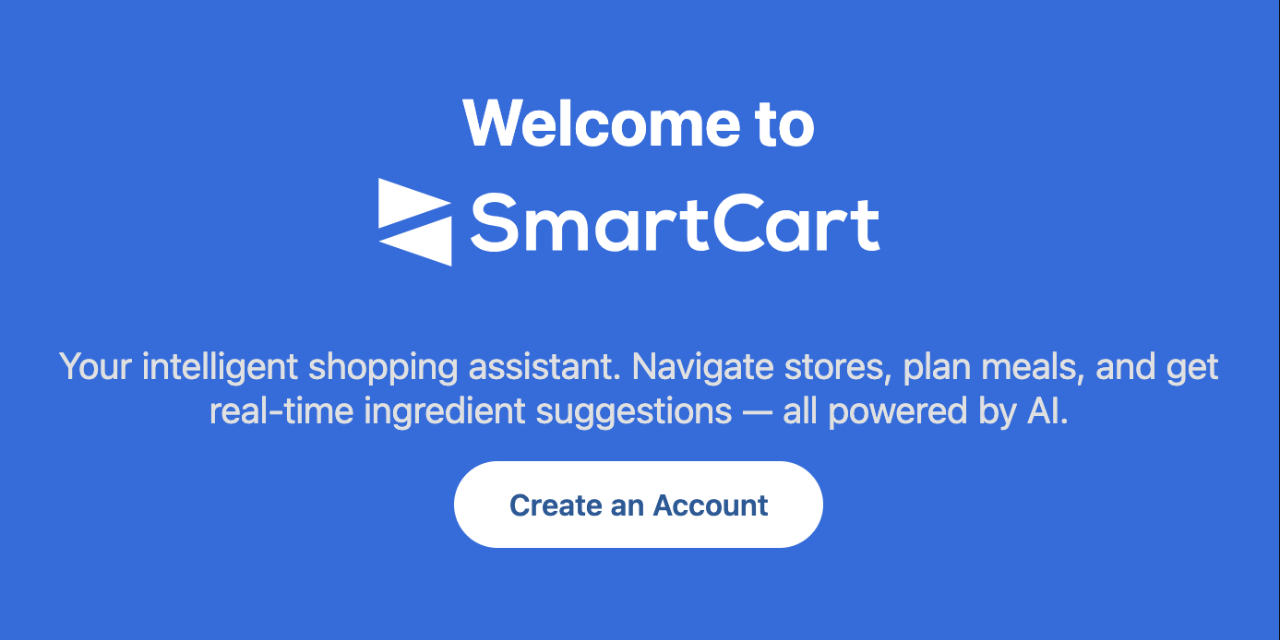 Welcome to
SmartCart
Your intelligent shopping assistant. Navigate stores, plan meals, and get
real-time ingredient suggestions — all powered by AI.
Create an Account